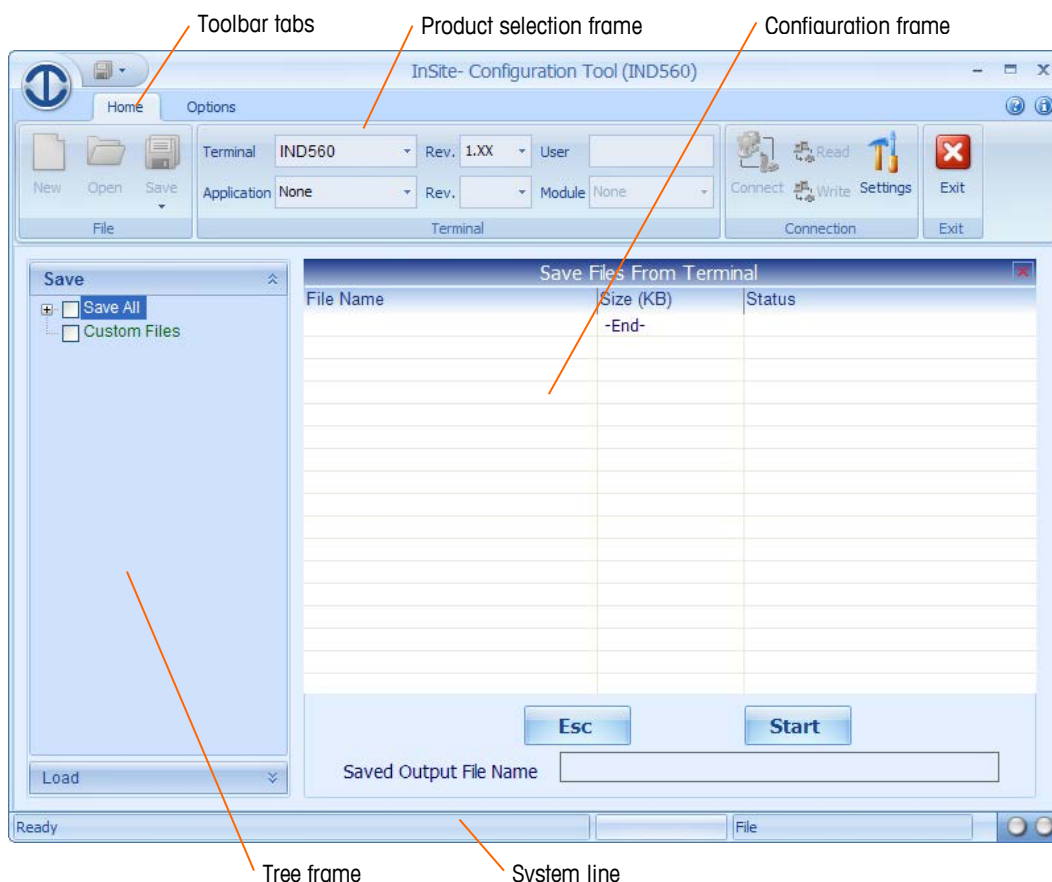 Toolbar tabs Product selection frame Configuration frame
InSite- Configuration Tool (IND560)
Home Options
Terminal IND560 Rev. 1.XX User
New Open Save Application None Rev. Module None Connect Read Write Settings Exit
File Terminal Connection Exit
Save
Save All
Custom Files
Save Files From Terminal
File Name Size (KB) Status
-End-
Esc Start
Load
Saved Output File Name
Ready File
Tree frame System line